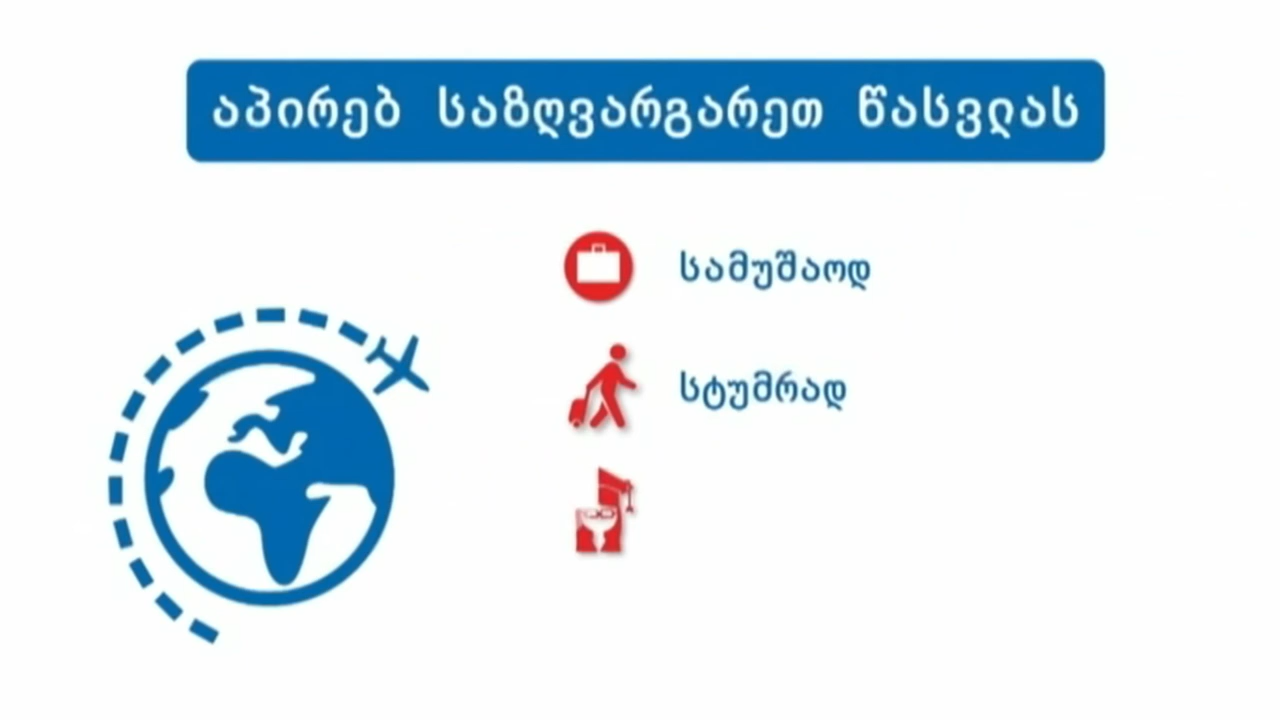 აპირებ საზღვარგარეთ წასვლას
სამუშაოდ
სტუმრად